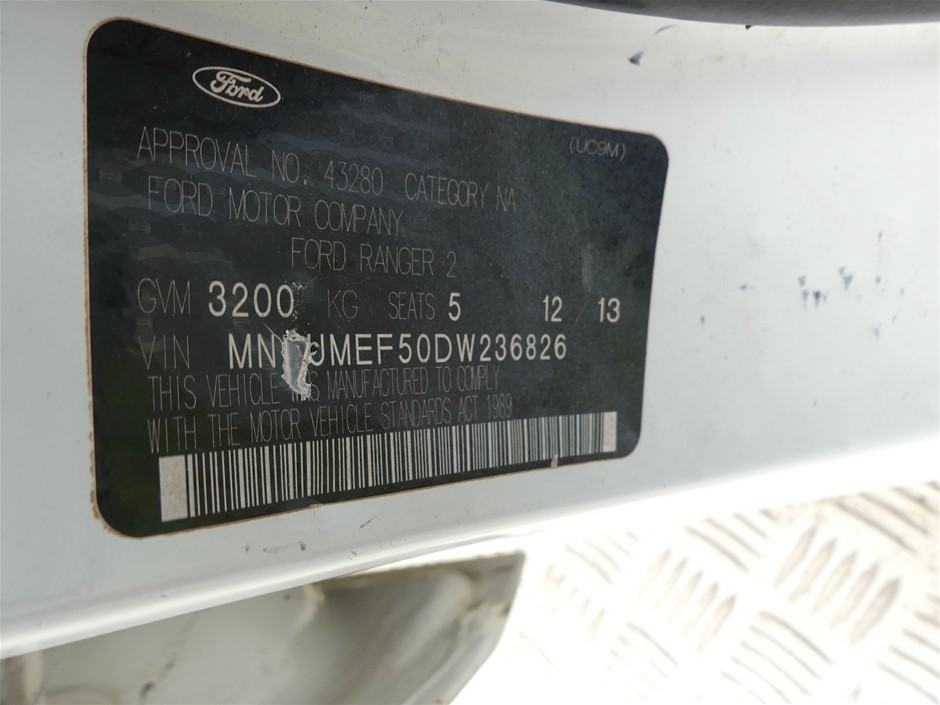 Ford
(UC9M)
APPROVAL NO. 43280 CATEGORY NA
FORD MOTOR COMPANY
FORD RANGER 2
GVM 3200 KG SEATS 5 12 / 13
VIN MN UMEF50DW236826
THIS VEHICLE WAS MANUFACTURED TO COMPLY
WITH THE MOTOR VEHICLE STANDARDS ACT 1989